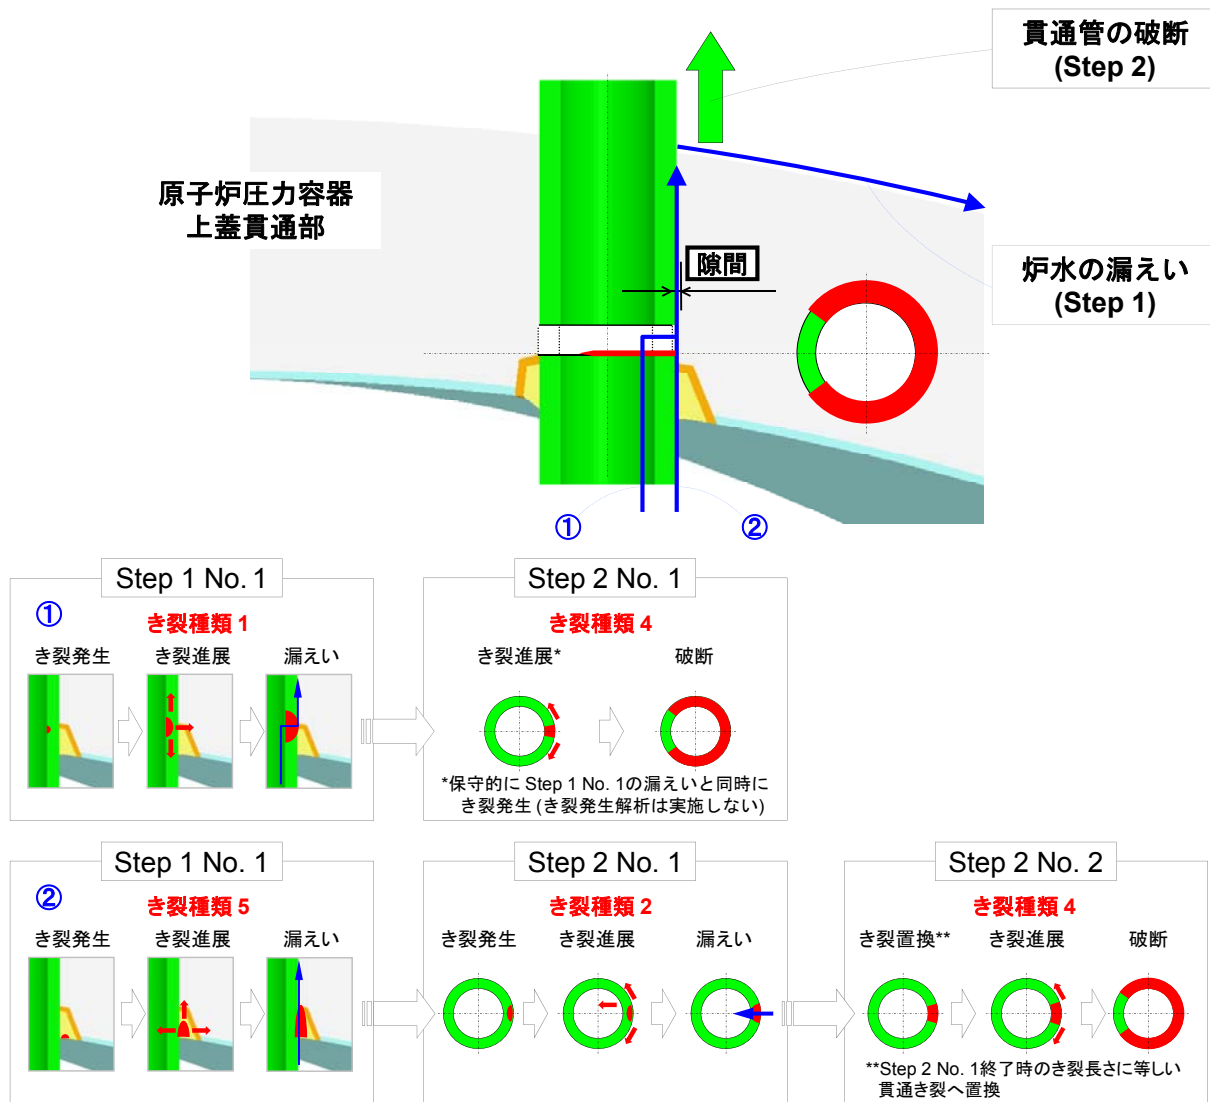 貫通管の破断
(Step 2)
原子炉圧力容器
上蓋貫通部
隙間
炉水の漏えい
(Step 1)
①
②
Step 1 No. 1
①
き裂種類 1
き裂発生
き裂進展
漏えい
Step 2 No. 1
き裂種類 4
き裂進展*
破断
*保守的に Step 1 No. 1の漏えいと同時に
き裂発生 (き裂発生解析は実施しない)
Step 1 No. 1
②
き裂種類 5
き裂発生
き裂進展
漏えい
Step 2 No. 1
き裂種類 2
き裂発生
き裂進展
漏えい
Step 2 No. 2
き裂種類 4
き裂置換**
き裂進展
破断
**Step 2 No. 1終了時のき裂長さに等しい
貫通き裂へ置換